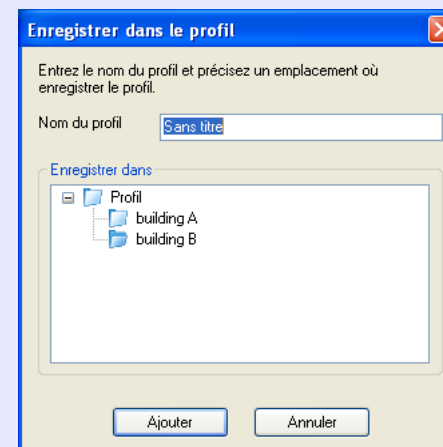 Enregistrer dans le profil
Entrez le nom du profil et précisez un emplacement où
enregistrer le profil.
Nom du profil
Sans titre
Enregistrer dans
Profil
building A
building B
Ajouter
Annuler